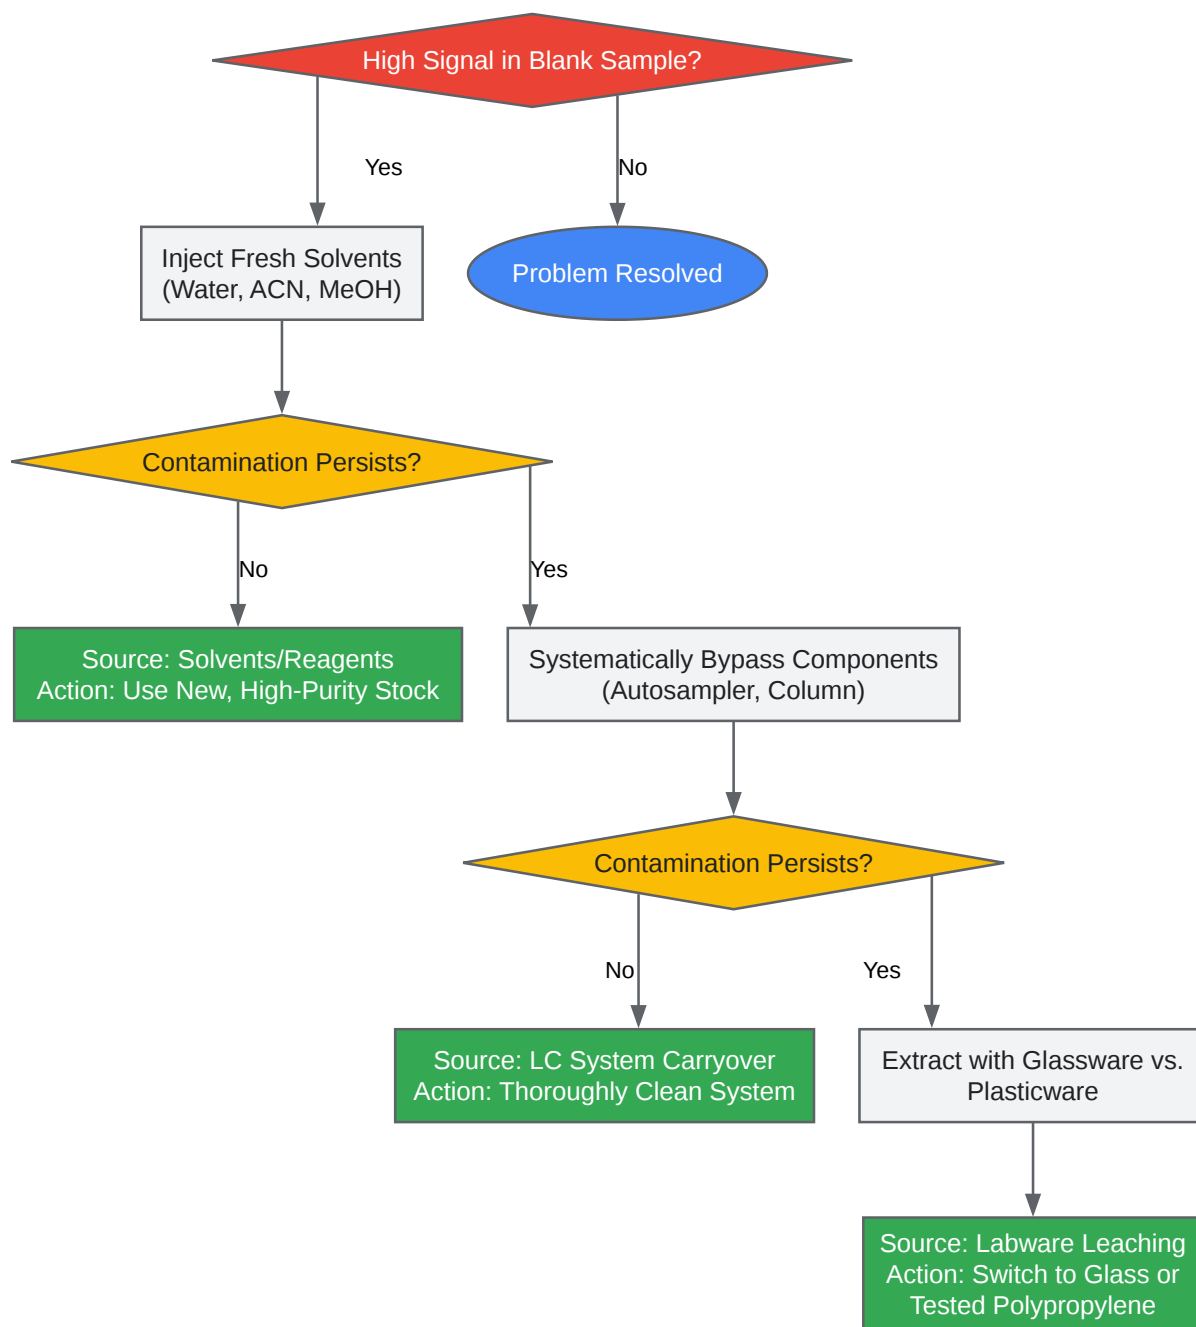 High Signal in Blank Sample?
Yes
No
Inject Fresh Solvents
(Water, ACN, MeOH)
Problem Resolved
Contamination Persists?
No
Yes
Source: Solvents/Reagents
Action: Use New, High-Purity Stock
Systematically Bypass Components
(Autosampler, Column)
Contamination Persists?
No
Yes
Source: LC System Carryover
Action: Thoroughly Clean System
Extract with Glassware vs.
Plasticware
Source: Labware Leaching
Action: Switch to Glass or
Tested Polypropylene